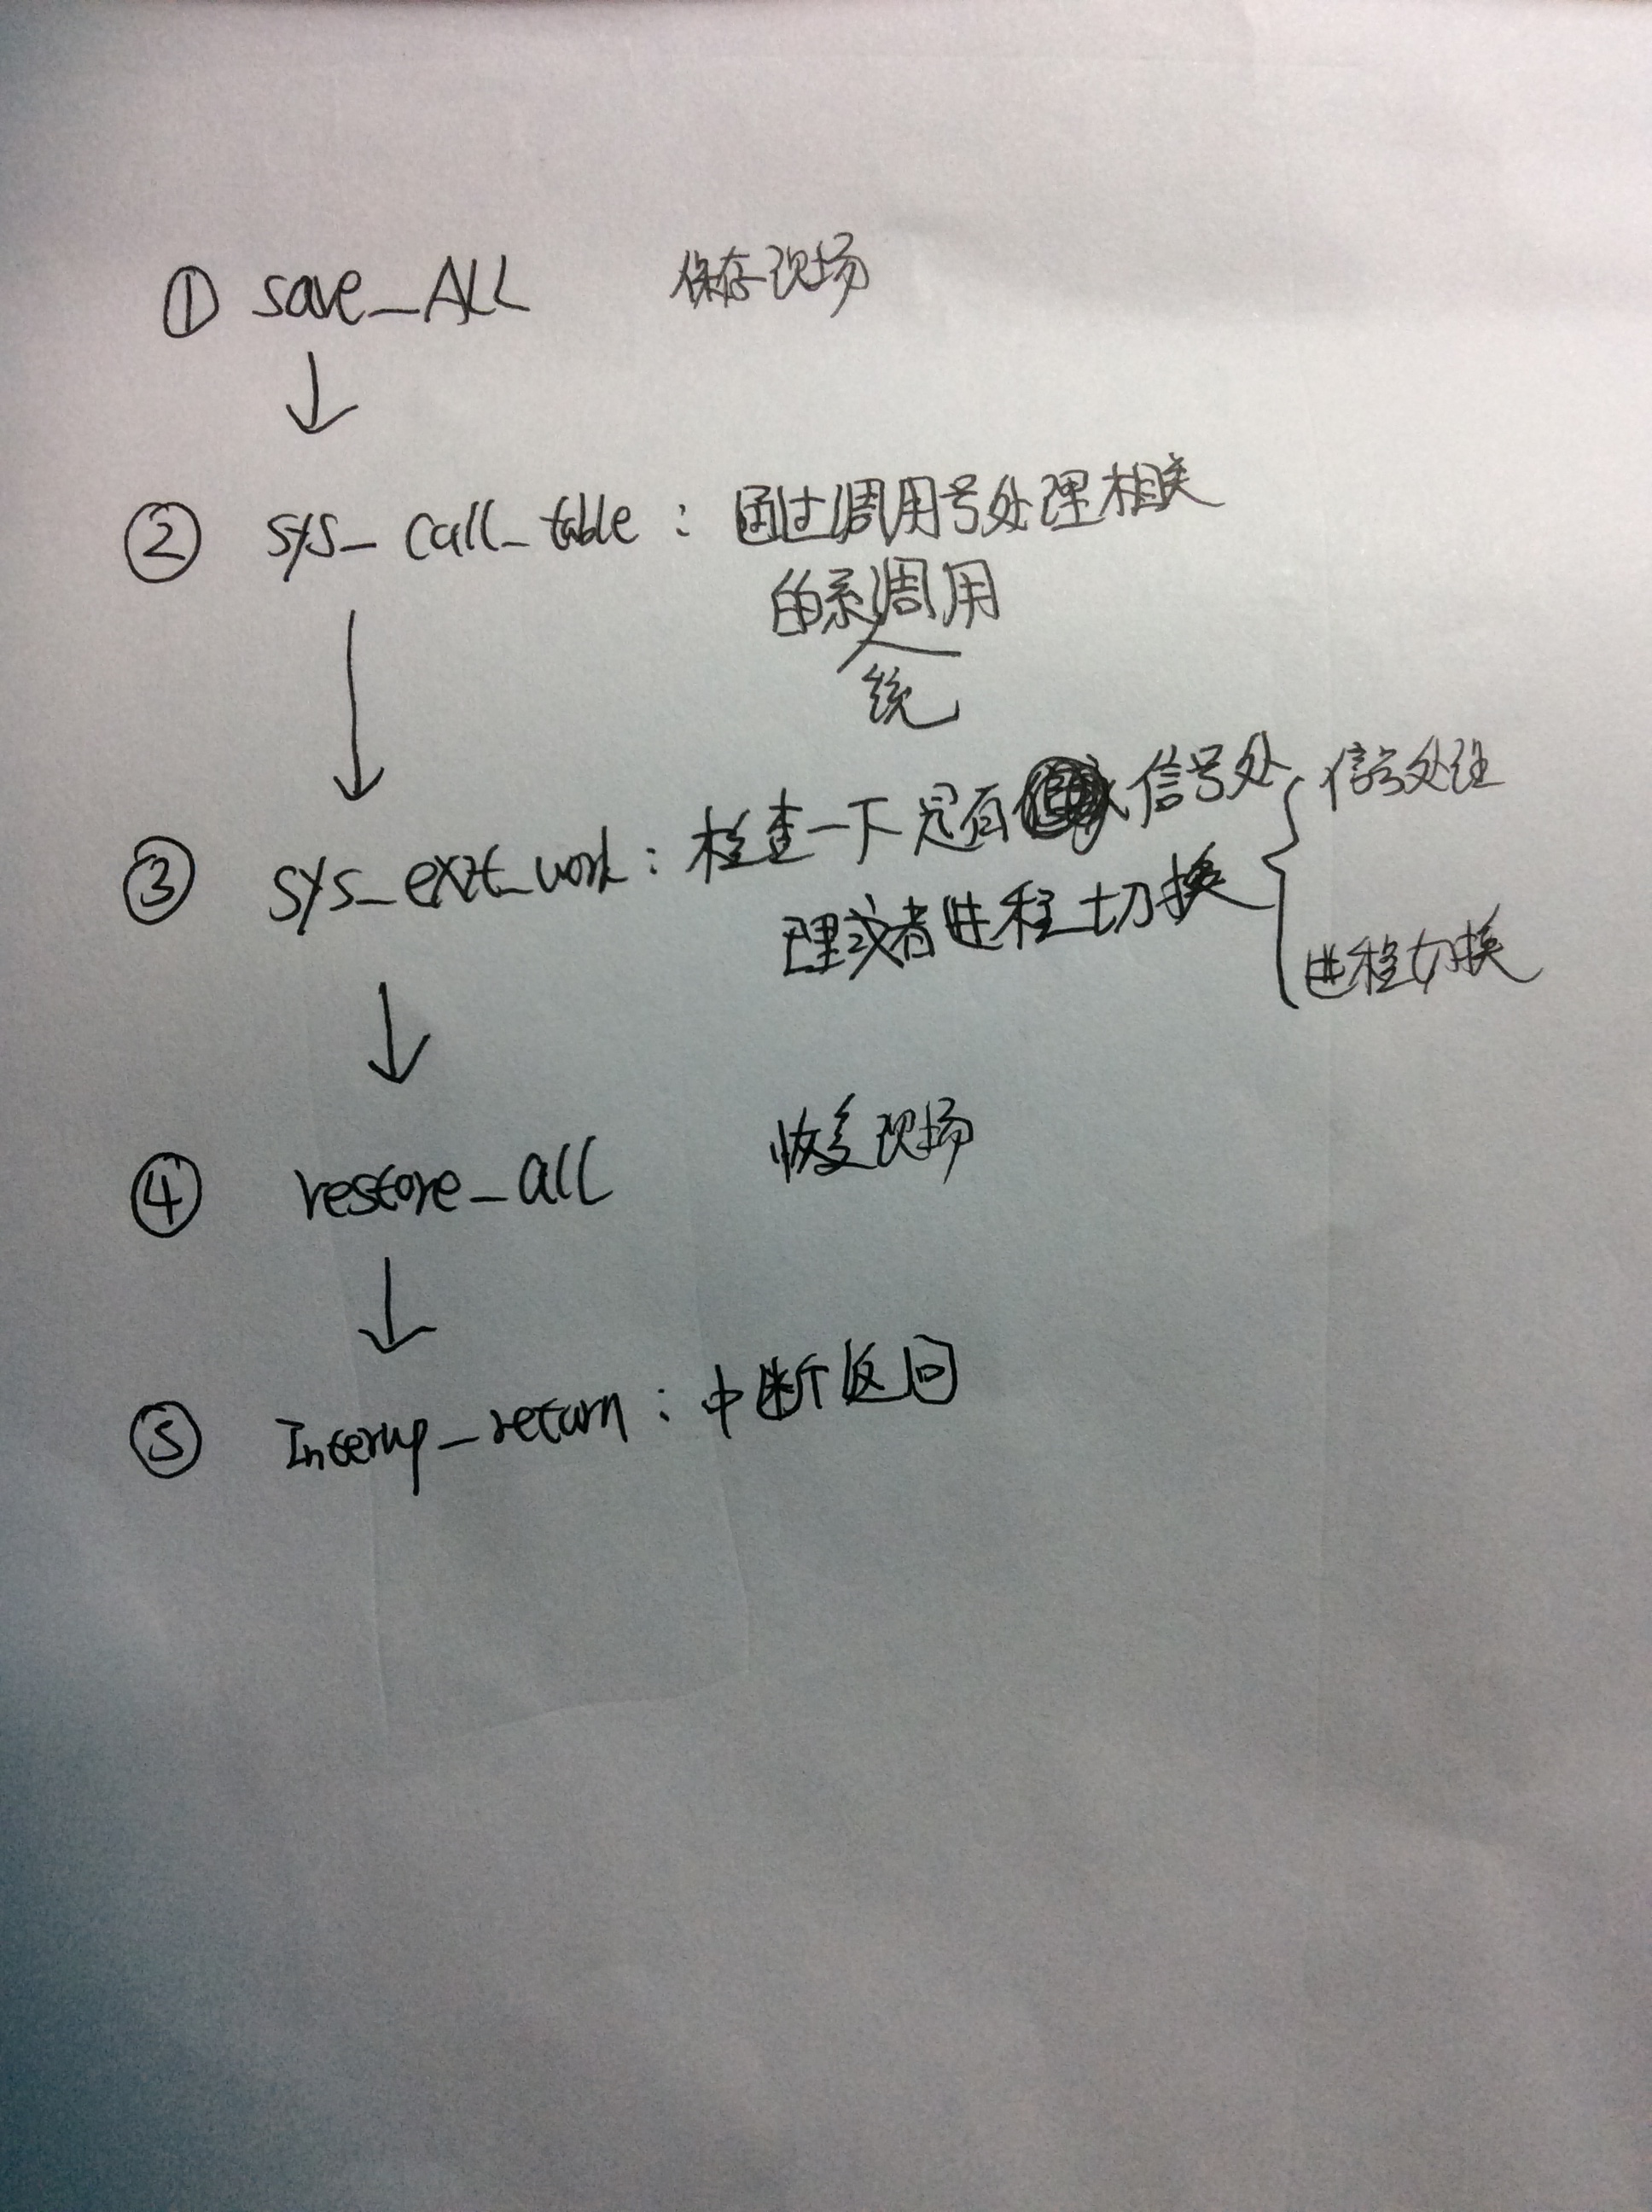 ① save_ALL 保存现场
② sys_call_table：通过调用号处理相关
的系统调用
③ sys_exit_work：检查一下是有信号处
理或者进程切换
信号处理
进程切换
④ restore_all 恢复现场
⑤ Interup_return：中断返回